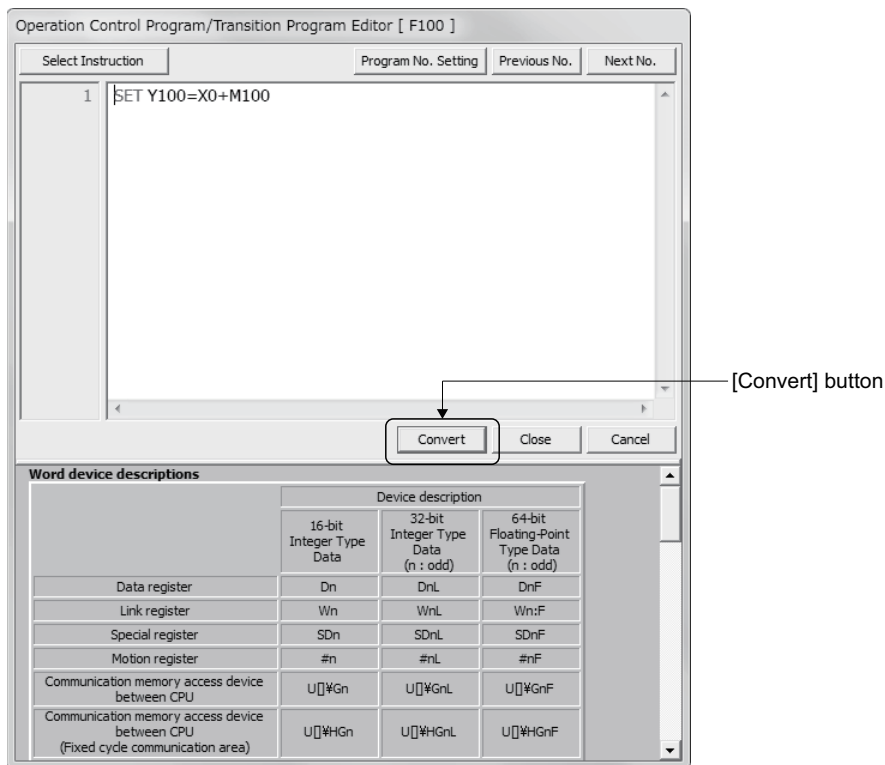 Operation Control Program/Transition Program Editor [ F100 ]
Select Instruction Program No. Setting Previous No. Next No.
1 SET Y100=X0+M100
[Convert] button
Convert Close Cancel
Word device descriptions
Device description
16-bit Integer Type Data 32-bit Integer Type Data (n : odd) 64-bit Floating-Point Type Data (n : odd)
Data register Dn DnL DnF
Link register Wn WnL Wn:F
Special register SDn SDnL SDnF
Motion register #n #nL #nF
Communication memory access device between CPU U[]¥Gn U[]¥GnL U[]¥GnF
Communication memory access device between CPU (Fixed cycle communication area) U[]¥HGn U[]¥HGnL U[]¥HGnF